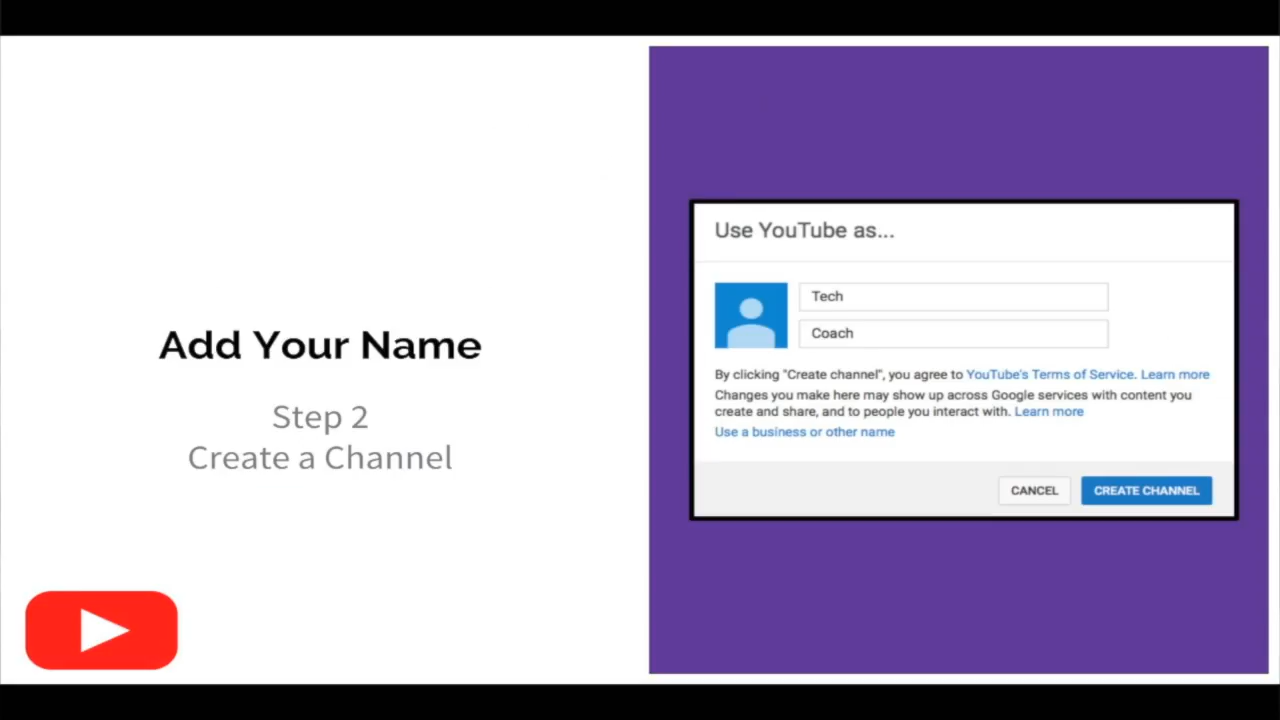 Add Your Name
Step 2
Create a Channel
Use YouTube as...
Tech
Coach
By clicking "Create channel", you agree to YouTube's Terms of Service. Learn more
Changes you make here may show up across Google services with content you
create and share, and to people you interact with. Learn more
Use a business or other name
CANCEL
CREATE CHANNEL